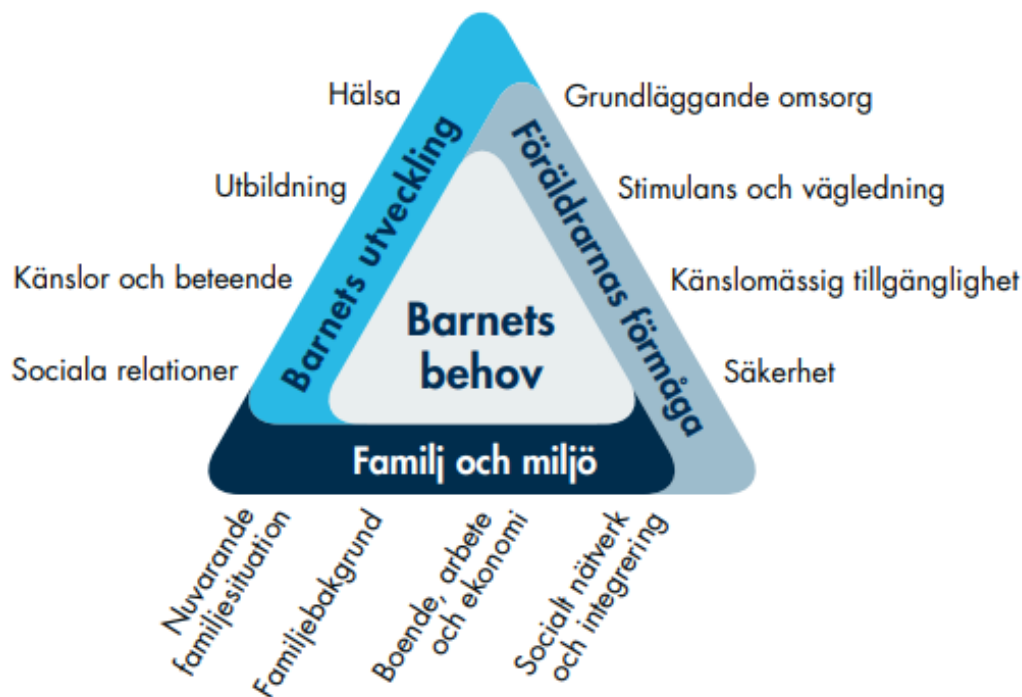 Hälsa
Utbildning
Känslor och beteende
Sociala relationer
Barnets utveckling
Grundläggande omsorg
Stimulans och vägledning
Känslomässig tillgänglighet
Säkerhet
Föräldrarnas förmåga
Barnets
behov
Familj och miljö
Nuvarande
familjesituation
Familjebakgrund
Boende, arbete
och ekonomi
Socialt nätverk
och integrering